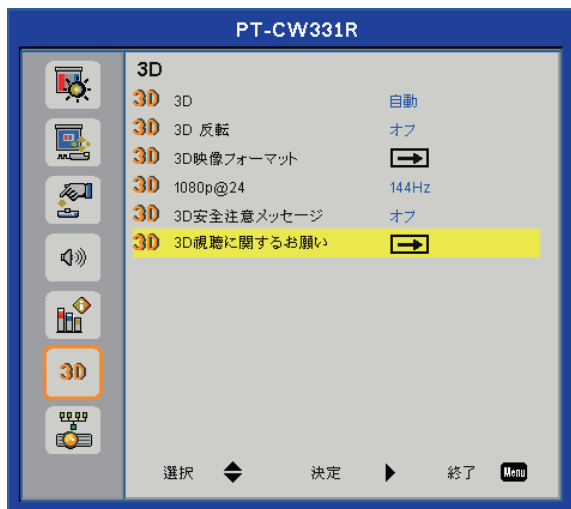 PT-CW331R
3D
3D 3D 自動
3D 3D 反転 オフ
3D 3D映像フォーマット
3D 1080p@24 144Hz
3D 3D安全注意メッセージ オフ
3D 3D視聴に関するお願い
3D
選択 決定 終了 Menu